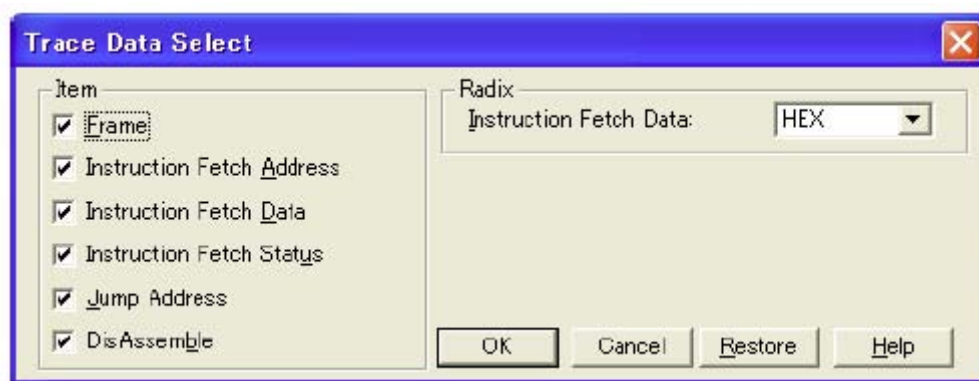 Trace Data Select
Item
Frame
Instruction Fetch Address
Instruction Fetch Data
Instruction Fetch Status
Jump Address
DisAssemble
Radix
Instruction Fetch Data: HEX
OK Cancel Restore Help